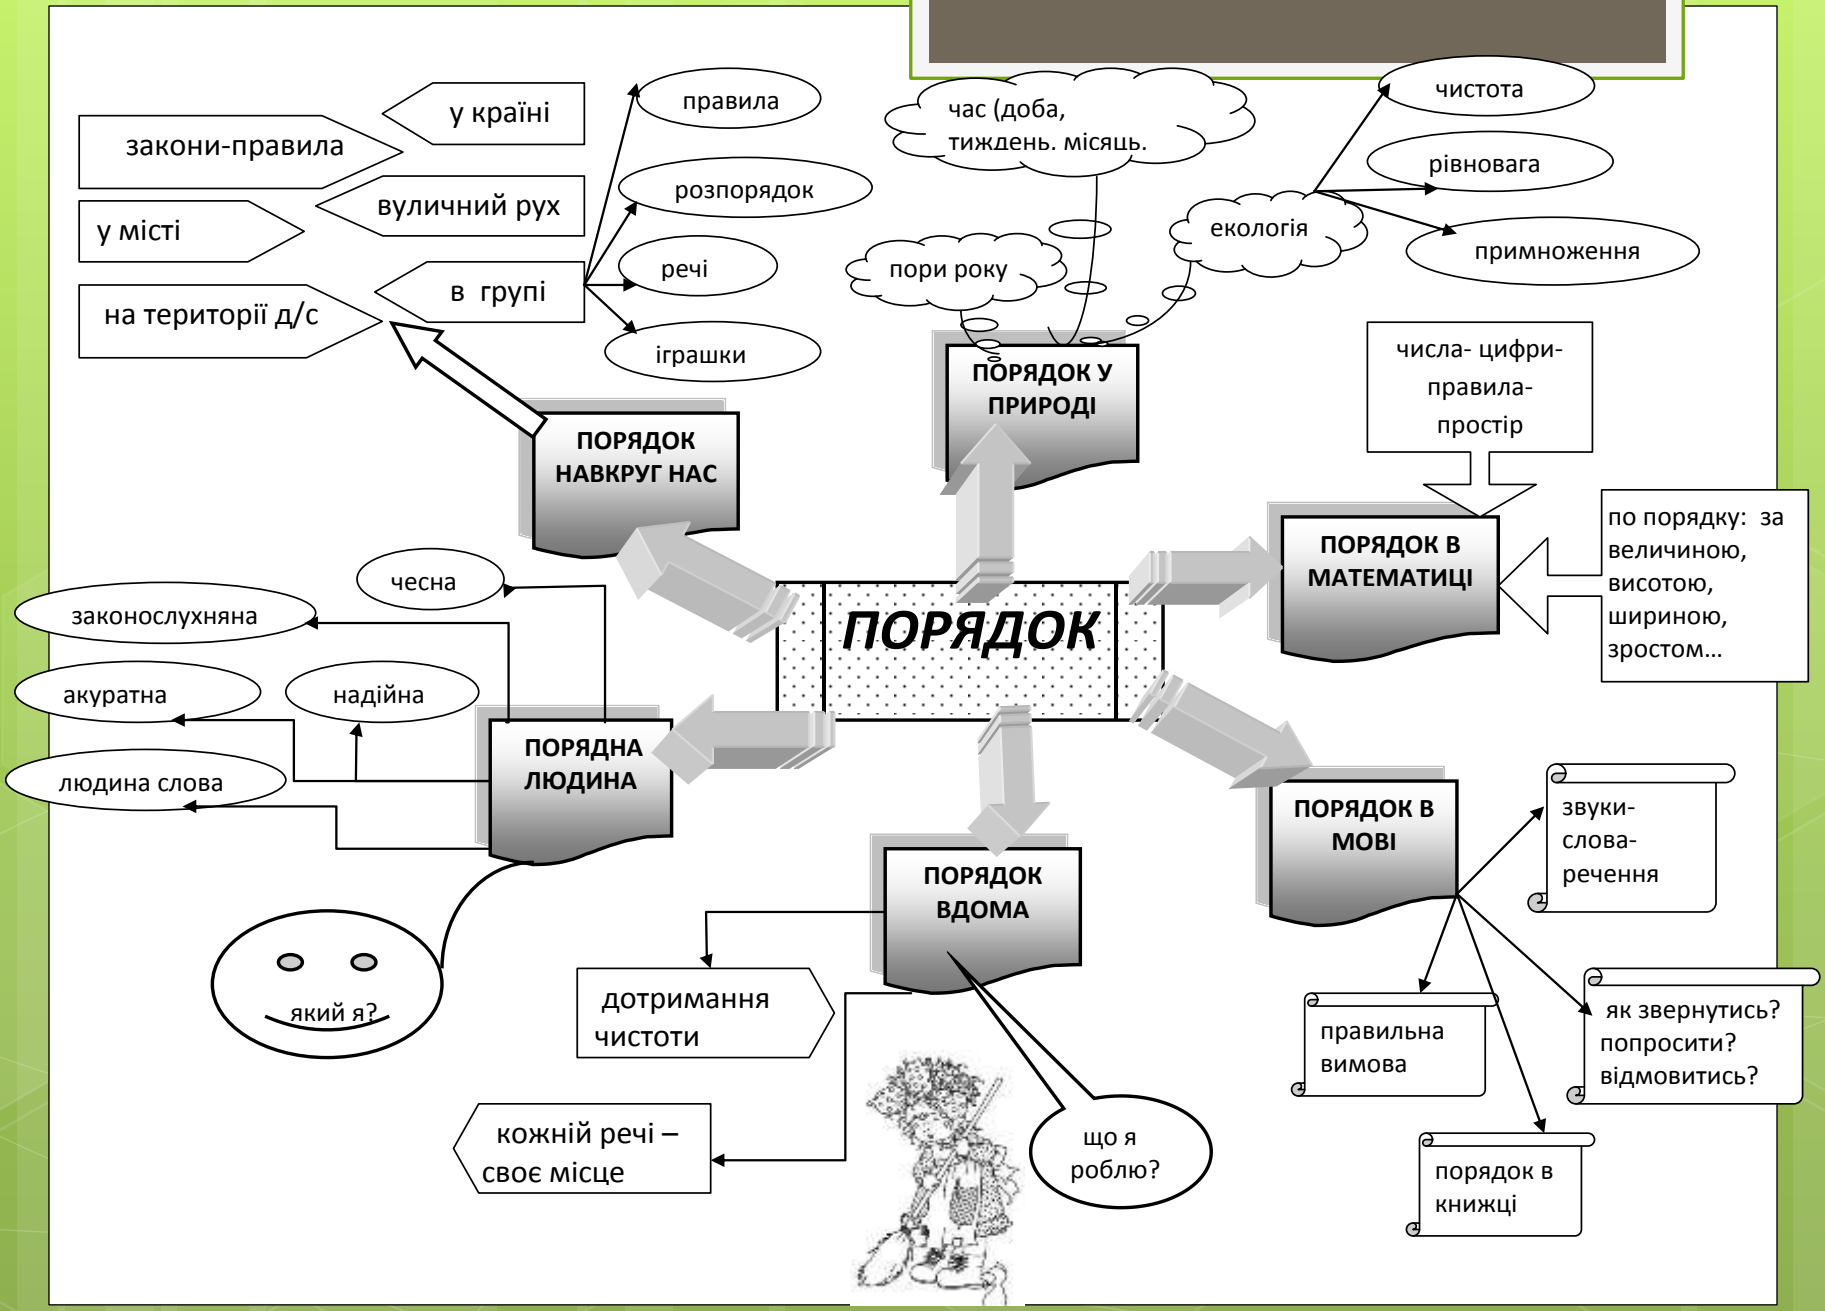 у країні
закони-правила
вуличний рух
у місті
в групі
на території д/с
правила
розпорядок
речі
іграшки
ПОРЯДОК
НАВКРУГ НАС
час (доба,
тиждень, місяць,
пори року
екологія
чистота
рівновага
примноження
ПОРЯДОК У
ПРИРОДІ
числа- цифри-
правила-
простір
ПОРЯДОК В
МАТЕМАТИЦІ
по порядку: за
величиною,
висотою,
шириною,
зростом...
ПОРЯДОК
чесна
законослухняна
акуратна
надійна
людина слова
ПОРЯДНА
ЛЮДИНА
який я?
ПОРЯДОК
ВДОМА
дотримання
чистоти
кожній речі –
своє місце
що я
роблю?
ПОРЯДОК В
МОВІ
звуки-
слова-
речення
правильна
вимова
як звернутись?
попросити?
відмовитись?
порядок в
книжці